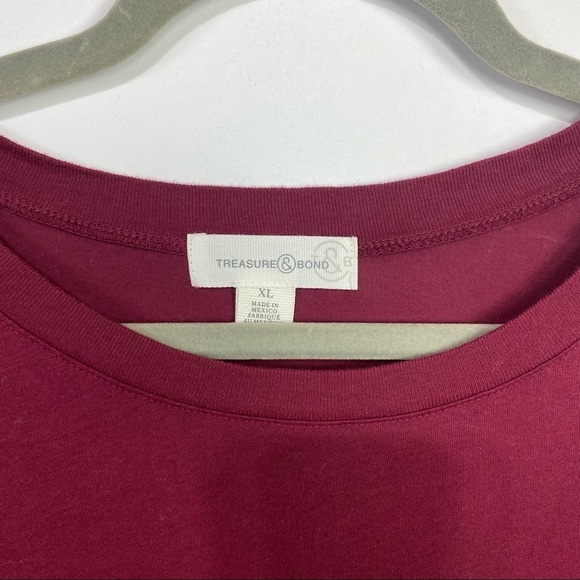 TREASURE & BOND
& B
XL
MADE IN
MEXICO
FABRIQUÉ